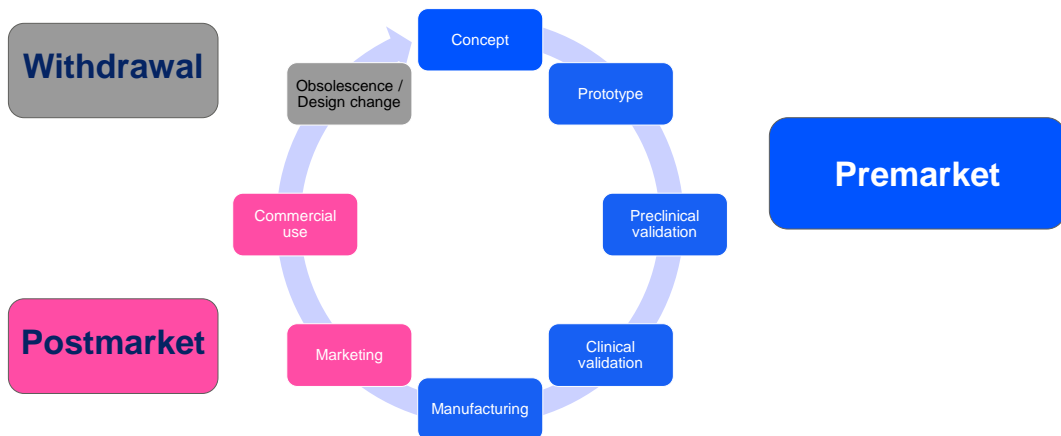 Withdrawal
Concept
Obsolescence /
Design change
Prototype
Premarket
Commercial
use
Preclinical
validation
Postmarket
Marketing
Clinical
validation
Manufacturing